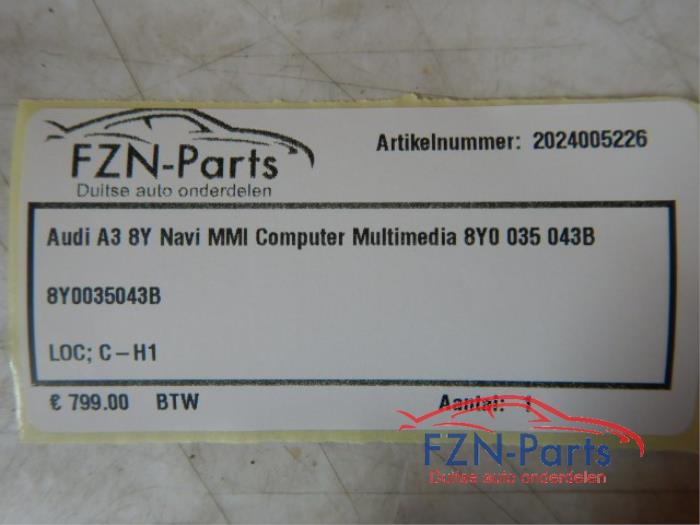 FZN-Parts
Duitse auto onderdelen
Artikelnummer: 2024005226
Audi A3 8Y Navi MMI Computer Multimedia 8Y0 035 043B
8Y0035043B
LOC; C-H1
€ 799.00 BTW Aantal: 1
FZN-Parts
Duitse auto onderdelen